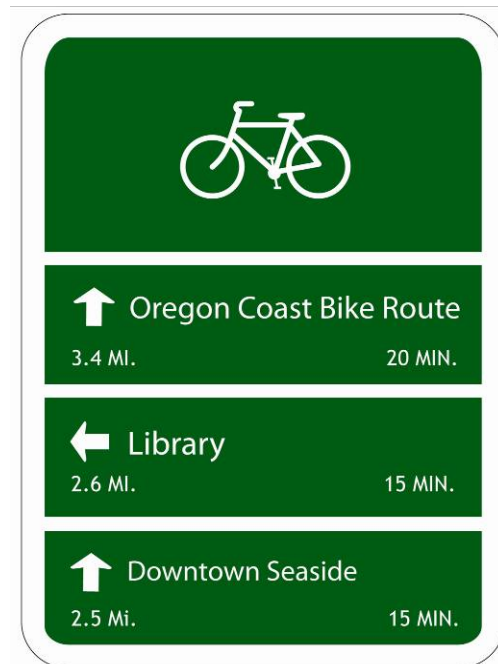 Oregon Coast Bike Route
3.4 MI. 20 MIN.
Library
2.6 MI. 15 MIN.
Downtown Seaside
2.5 Mi. 15 MIN.